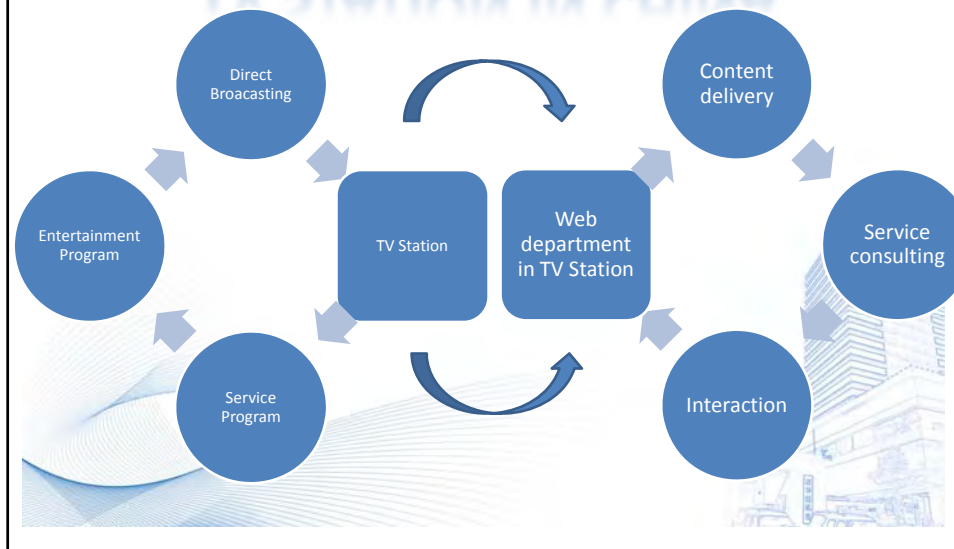 Direct
Broacasting
Content
delivery
Entertainment
Program
TV Station
Web
department
in TV Station
Service
consulting
Service
Program
Interaction